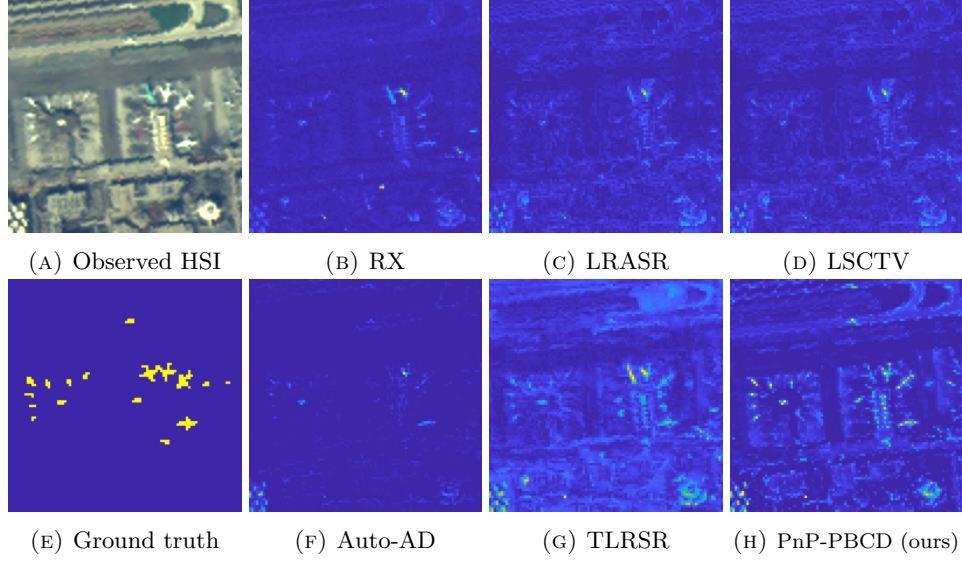 (A) Observed HSI
(B) RX
(C) LRASR
(D) LSCTV
(E) Ground truth
(F) Auto-AD
(G) TLRSR
(H) PnP-PBCD (ours)